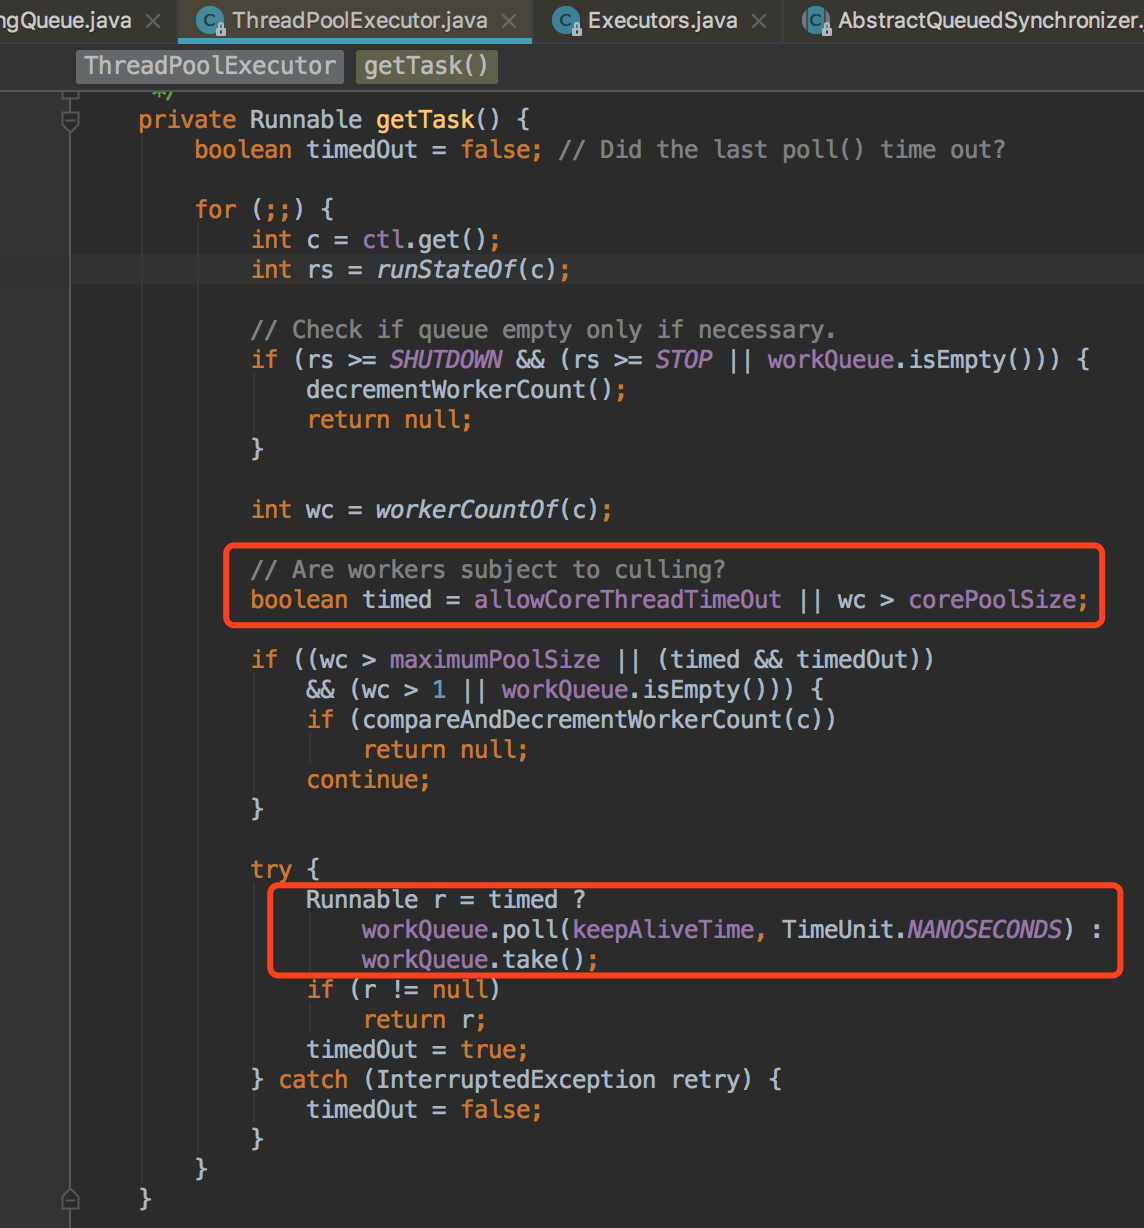 ngQueue.java ThreadPoolExecutor.java Executors.java AbstractQueuedSynchronizer.
ThreadPoolExecutor getTask()
*/
private Runnable getTask() {
boolean timedOut = false; // Did the last poll() time out?
for (;;) {
int c = ctl.get();
int rs = runStateOf(c);
// Check if queue empty only if necessary.
if (rs >= SHUTDOWN && (rs >= STOP || workQueue.isEmpty())) {
decrementWorkerCount();
return null;
}
int wc = workerCountOf(c);
// Are workers subject to culling?
boolean timed = allowCoreThreadTimeOut || wc > corePoolSize;
if ((wc > maximumPoolSize || (timed && timedOut))
&& (wc > 1 || workQueue.isEmpty())) {
if (compareAndDecrementWorkerCount(c))
return null;
continue;
}
try {
Runnable r = timed ?
workQueue.poll(keepAliveTime, TimeUnit.NANOSECONDS) :
workQueue.take();
if (r != null)
return r;
timedOut = true;
} catch (InterruptedException retry) {
timedOut = false;
}
}
}